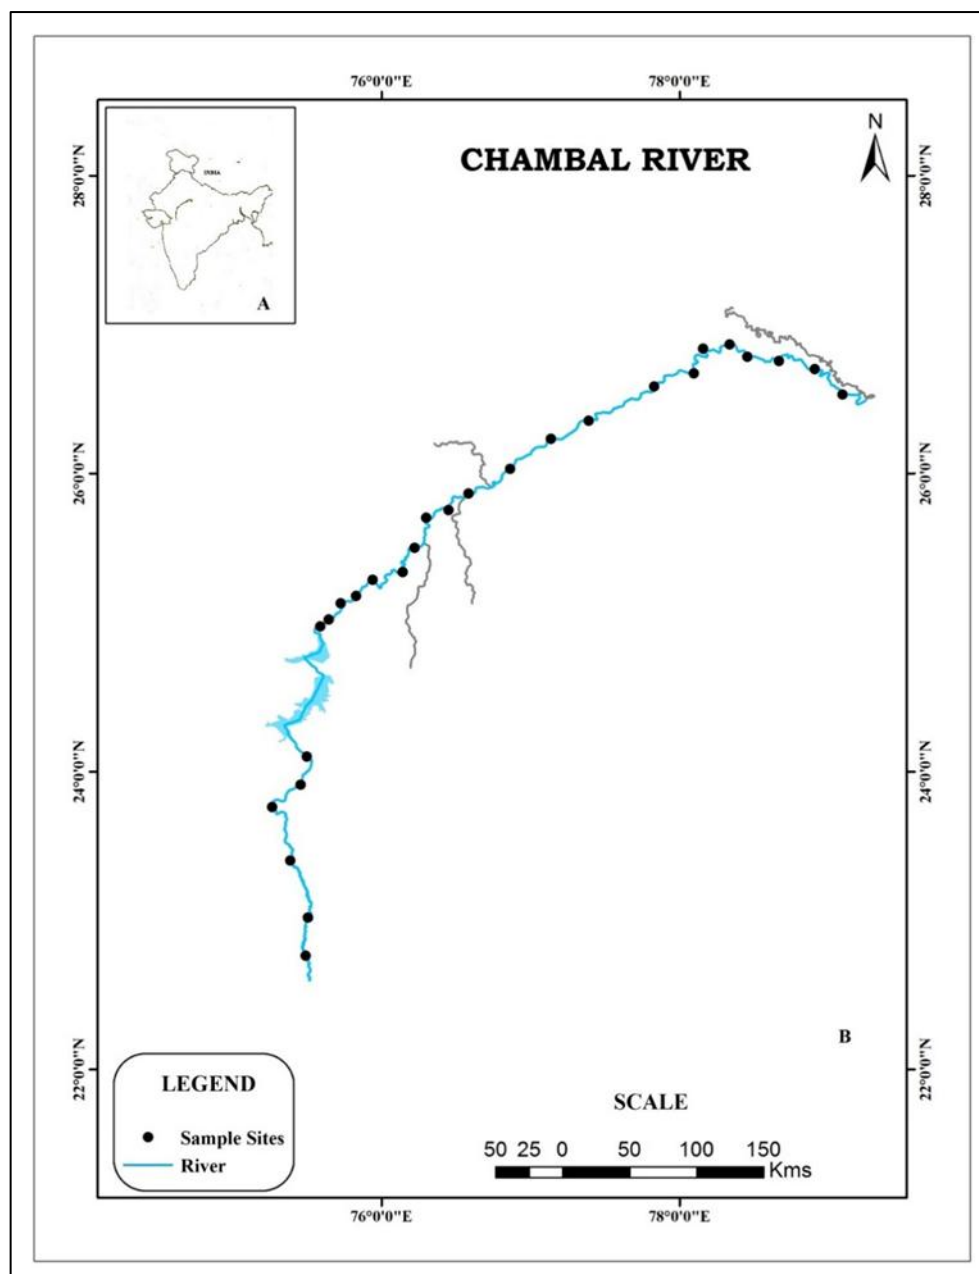 76°0'0"E 78°0'0"E
INDIA
A
CHAMBAL RIVER
N
28°0'0"N 28°0'0"N
26°0'0"N 26°0'0"N
24°0'0"N 24°0'0"N
22°0'0"N 22°0'0"N
B
LEGEND
Sample Sites
River
SCALE
50 25 0 50 100 150
Kms
76°0'0"E 78°0'0"E